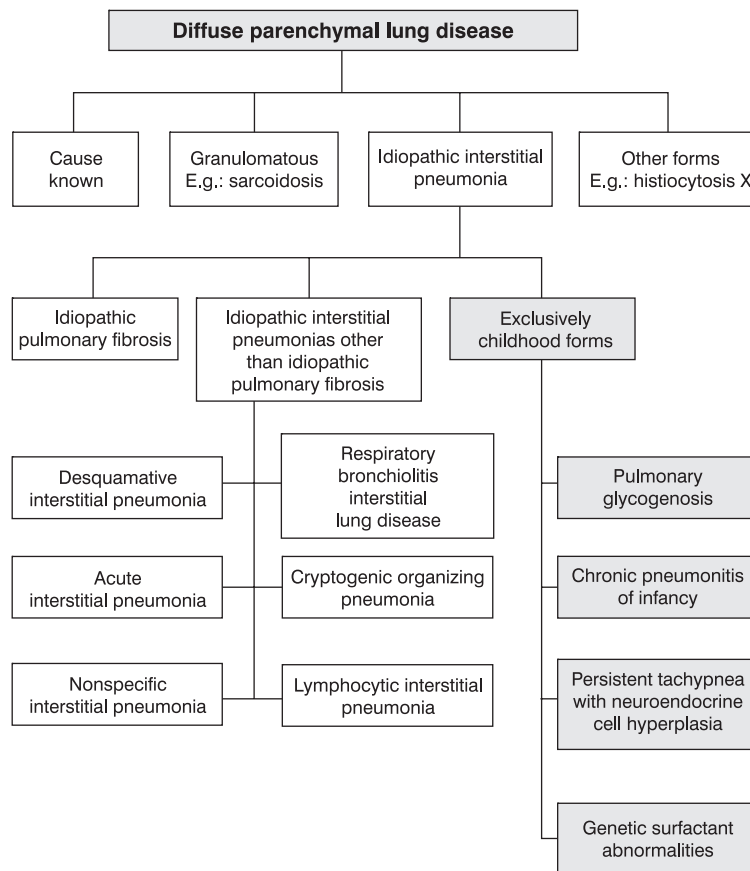 Diffuse parenchymal lung disease
Cause
known
Granulomatous
E.g.: sarcoidosis
Idiopathic interstitial
pneumonia
Other forms
E.g.: histiocytosis X
Idiopathic
pulmonary fibrosis
Idiopathic interstitial
pneumonias other
than idiopathic
pulmonary fibrosis
Exclusively
childhood forms
Desquamative
interstitial pneumonia
Respiratory
bronchiolitis
interstitial
lung disease
Pulmonary
glycogenosis
Acute
interstitial pneumonia
Cryptogenic organizing
pneumonia
Chronic pneumonitis
of infancy
Nonspecific
interstitial pneumonia
Lymphocytic interstitial
pneumonia
Persistent tachypnea
with neuroendocrine
cell hyperplasia
Genetic surfactant
abnormalities